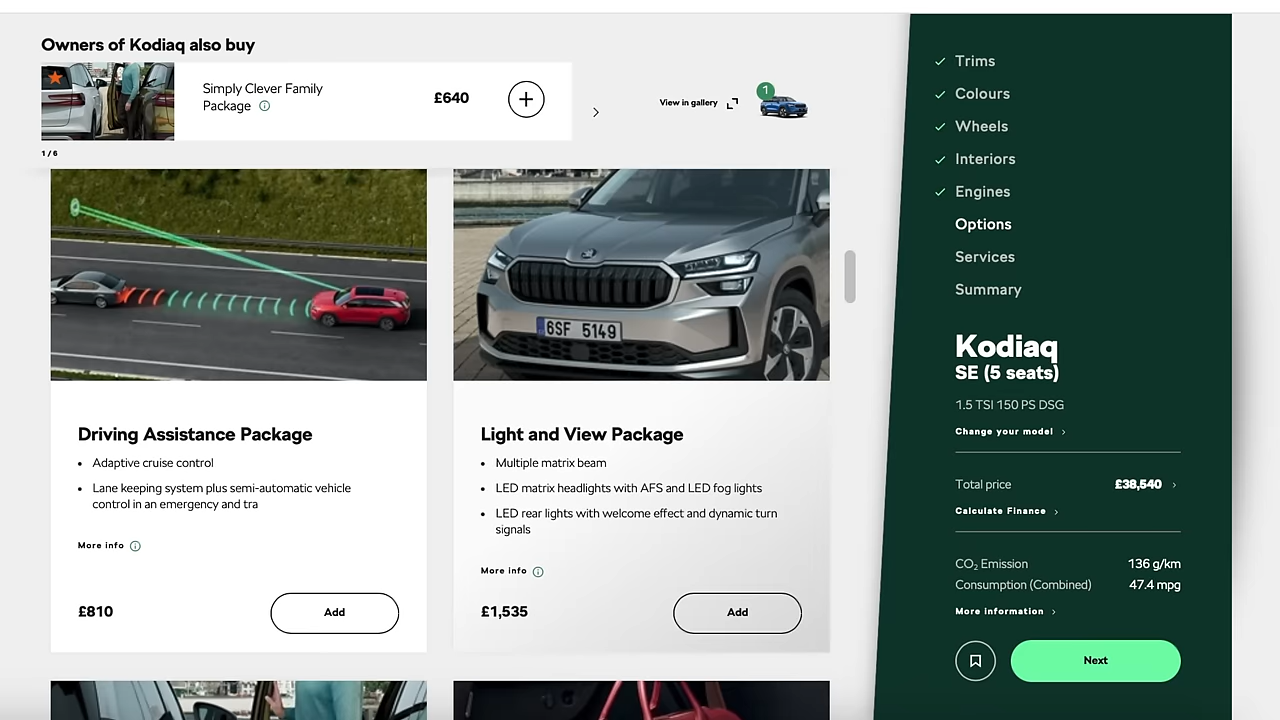 Owners of Kodiaq also buy
Simply Clever Family
Package
£640
View in gallery
1
1 / 6
6SF 5149
Driving Assistance Package
Adaptive cruise control
Lane keeping system plus semi-automatic vehicle
control in an emergency and tra
More info
£810
Add
Light and View Package
Multiple matrix beam
LED matrix headlights with AFS and LED fog lights
LED rear lights with welcome effect and dynamic turn
signals
More info
£1,535
Add
Trims
Colours
Wheels
Interiors
Engines
Options
Services
Summary
Kodiaq
SE (5 seats)
1.5 TSI 150 PS DSG
Change your model
Total price £38,540
Calculate Finance
CO₂ Emission 136 g/km
Consumption (Combined) 47.4 mpg
More information
Next